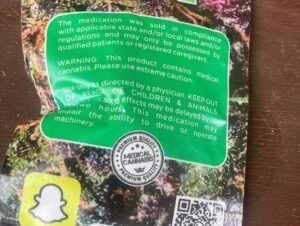 The medication was sold in compliance
with applicable state and/or local laws and/or
regulations and may only be possessed by
qualified patients or registered caregivers.
WARNING: This product contains medical
cannabis. Please use extreme caution.
Use only as directed by a physician. KEEP OUT
OF REACH OF CHILDREN & ANIMALS.
effects may be delayed by
two hours. This medication may
impair the ability to drive or operate
machinery.
PREMIUM QUALITY
MEDICAL
CANNABIS
PREMIUM QUALITY